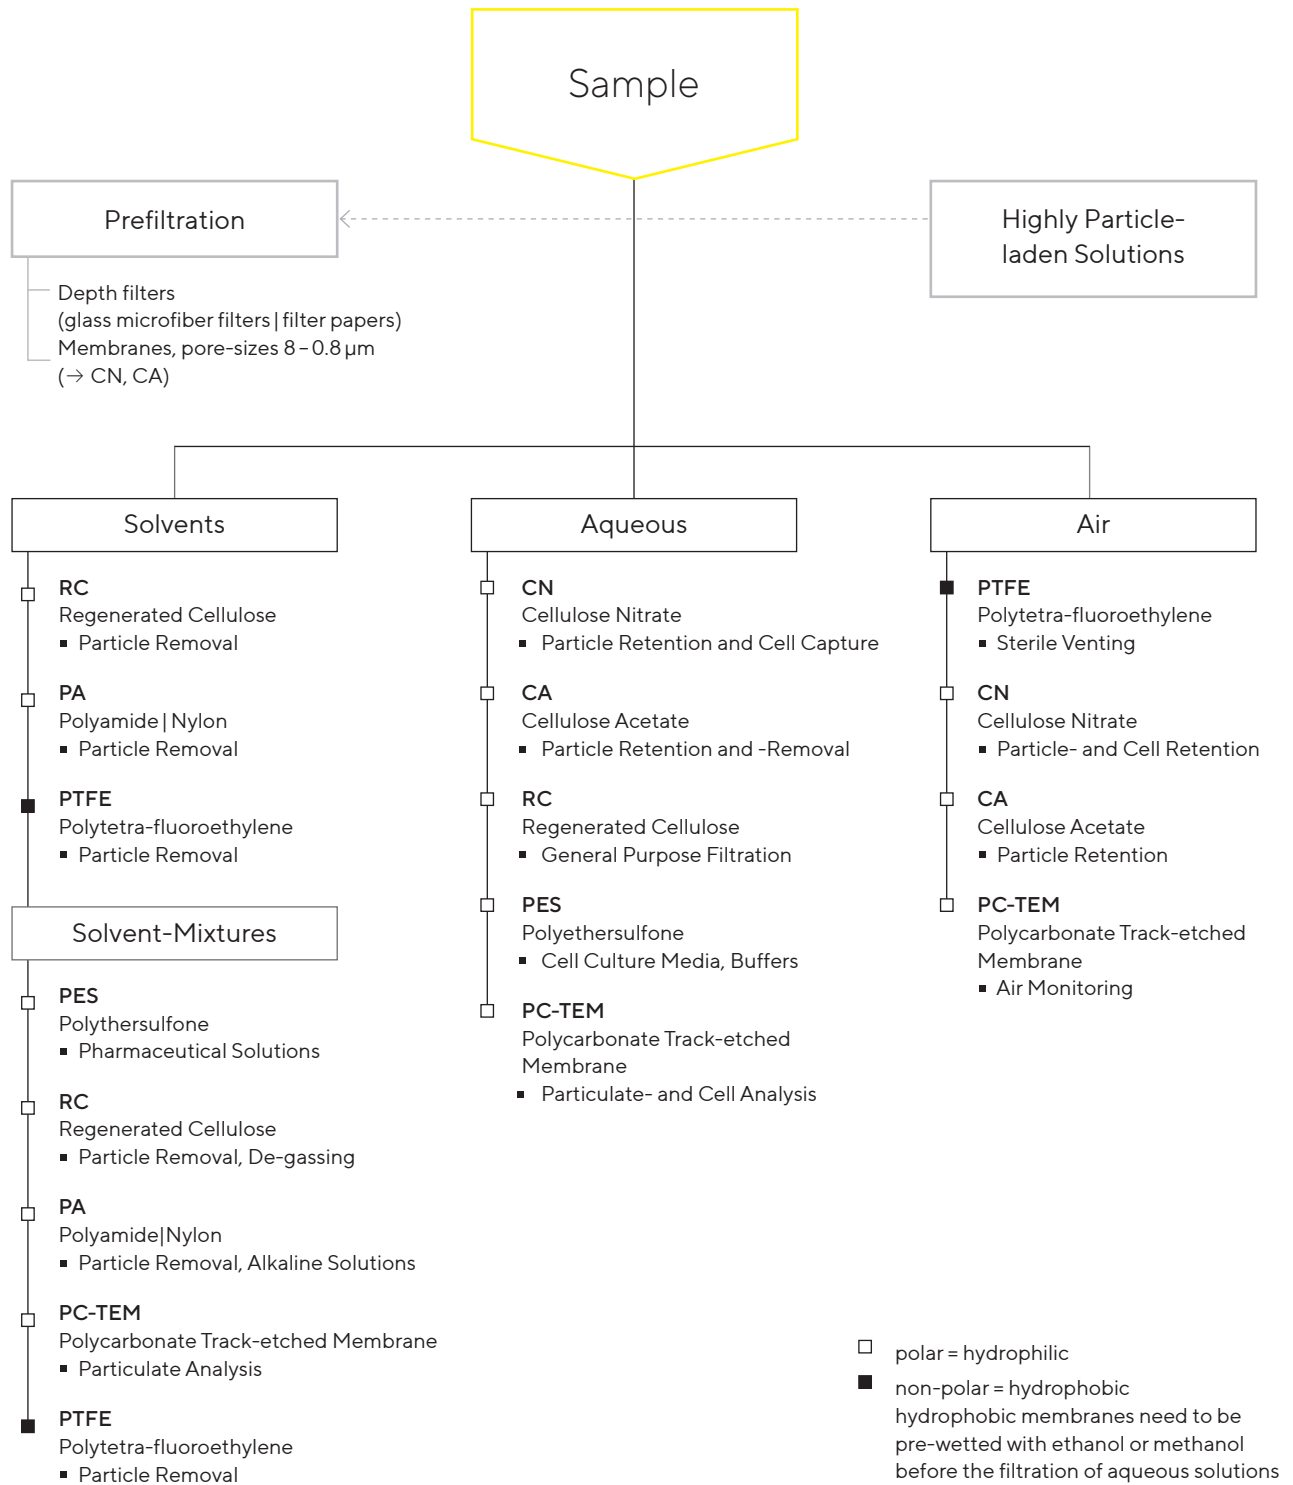 Sample
Prefiltration
Highly Particle-
laden Solutions
Depth filters
(glass microfiber filters | filter papers)
Membranes, pore-sizes 8 – 0.8 µm
(→ CN, CA)
Solvents
RC
Regenerated Cellulose
▪ Particle Removal
PA
Polyamide | Nylon
▪ Particle Removal
PTFE
Polytetra-fluoroethylene
▪ Particle Removal
Solvent-Mixtures
PES
Polythersulfone
▪ Pharmaceutical Solutions
RC
Regenerated Cellulose
▪ Particle Removal, De-gassing
PA
Polyamide|Nylon
▪ Particle Removal, Alkaline Solutions
PC-TEM
Polycarbonate Track-etched Membrane
▪ Particulate Analysis
PTFE
Polytetra-fluoroethylene
▪ Particle Removal
Aqueous
CN
Cellulose Nitrate
▪ Particle Retention and Cell Capture
CA
Cellulose Acetate
▪ Particle Retention and -Removal
RC
Regenerated Cellulose
▪ General Purpose Filtration
PES
Polyethersulfone
▪ Cell Culture Media, Buffers
PC-TEM
Polycarbonate Track-etched
Membrane
▪ Particulate- and Cell Analysis
Air
PTFE
Polytetra-fluoroethylene
▪ Sterile Venting
CN
Cellulose Nitrate
▪ Particle- and Cell Retention
CA
Cellulose Acetate
▪ Particle Retention
PC-TEM
Polycarbonate Track-etched
Membrane
▪ Air Monitoring
polar = hydrophilic
non-polar = hydrophobic
hydrophobic membranes need to be
pre-wetted with ethanol or methanol
before the filtration of aqueous solutions